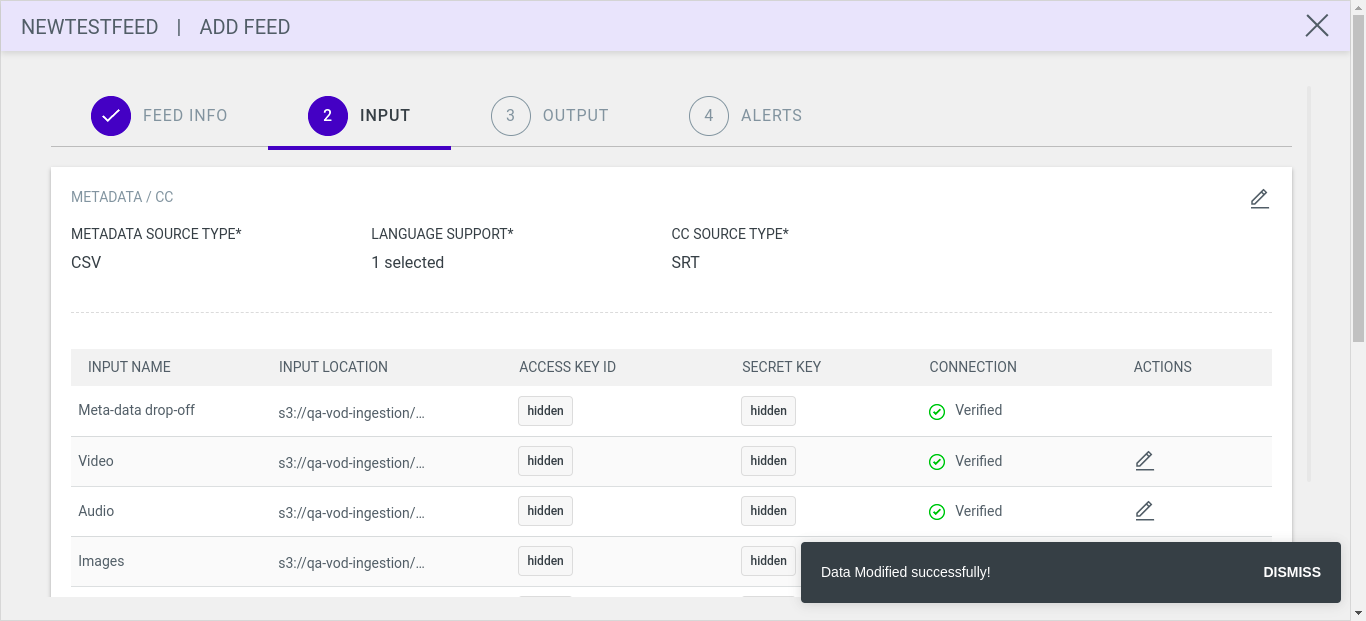 NEWTESTFEED | ADD FEED
FEED INFO 2 INPUT 3 OUTPUT 4 ALERTS
METADATA / CC
METADATA SOURCE TYPE* LANGUAGE SUPPORT* CC SOURCE TYPE*
CSV 1 selected SRT
INPUT NAME INPUT LOCATION ACCESS KEY ID SECRET KEY CONNECTION ACTIONS
Meta-data drop-off s3://qa-vod-ingestion/... hidden hidden Verified
Video s3://qa-vod-ingestion/... hidden hidden Verified
Audio s3://qa-vod-ingestion/... hidden hidden Verified
Images s3://qa-vod-ingestion/... hidden hidden
Data Modified successfully! DISMISS